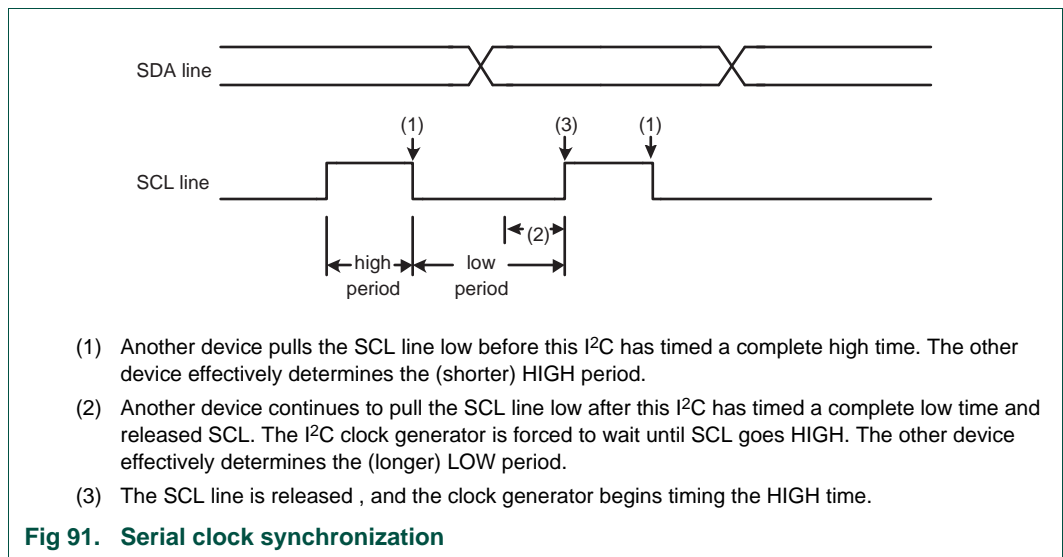 SDA line
(1)
(3)
(1)
SCL line
(2)
high
period
low
period
(1) Another device pulls the SCL line low before this I²C has timed a complete high time. The other
device effectively determines the (shorter) HIGH period.
(2) Another device continues to pull the SCL line low after this I²C has timed a complete low time and
released SCL. The I²C clock generator is forced to wait until SCL goes HIGH. The other device
effectively determines the (longer) LOW period.
(3) The SCL line is released , and the clock generator begins timing the HIGH time.
Fig 91. Serial clock synchronization